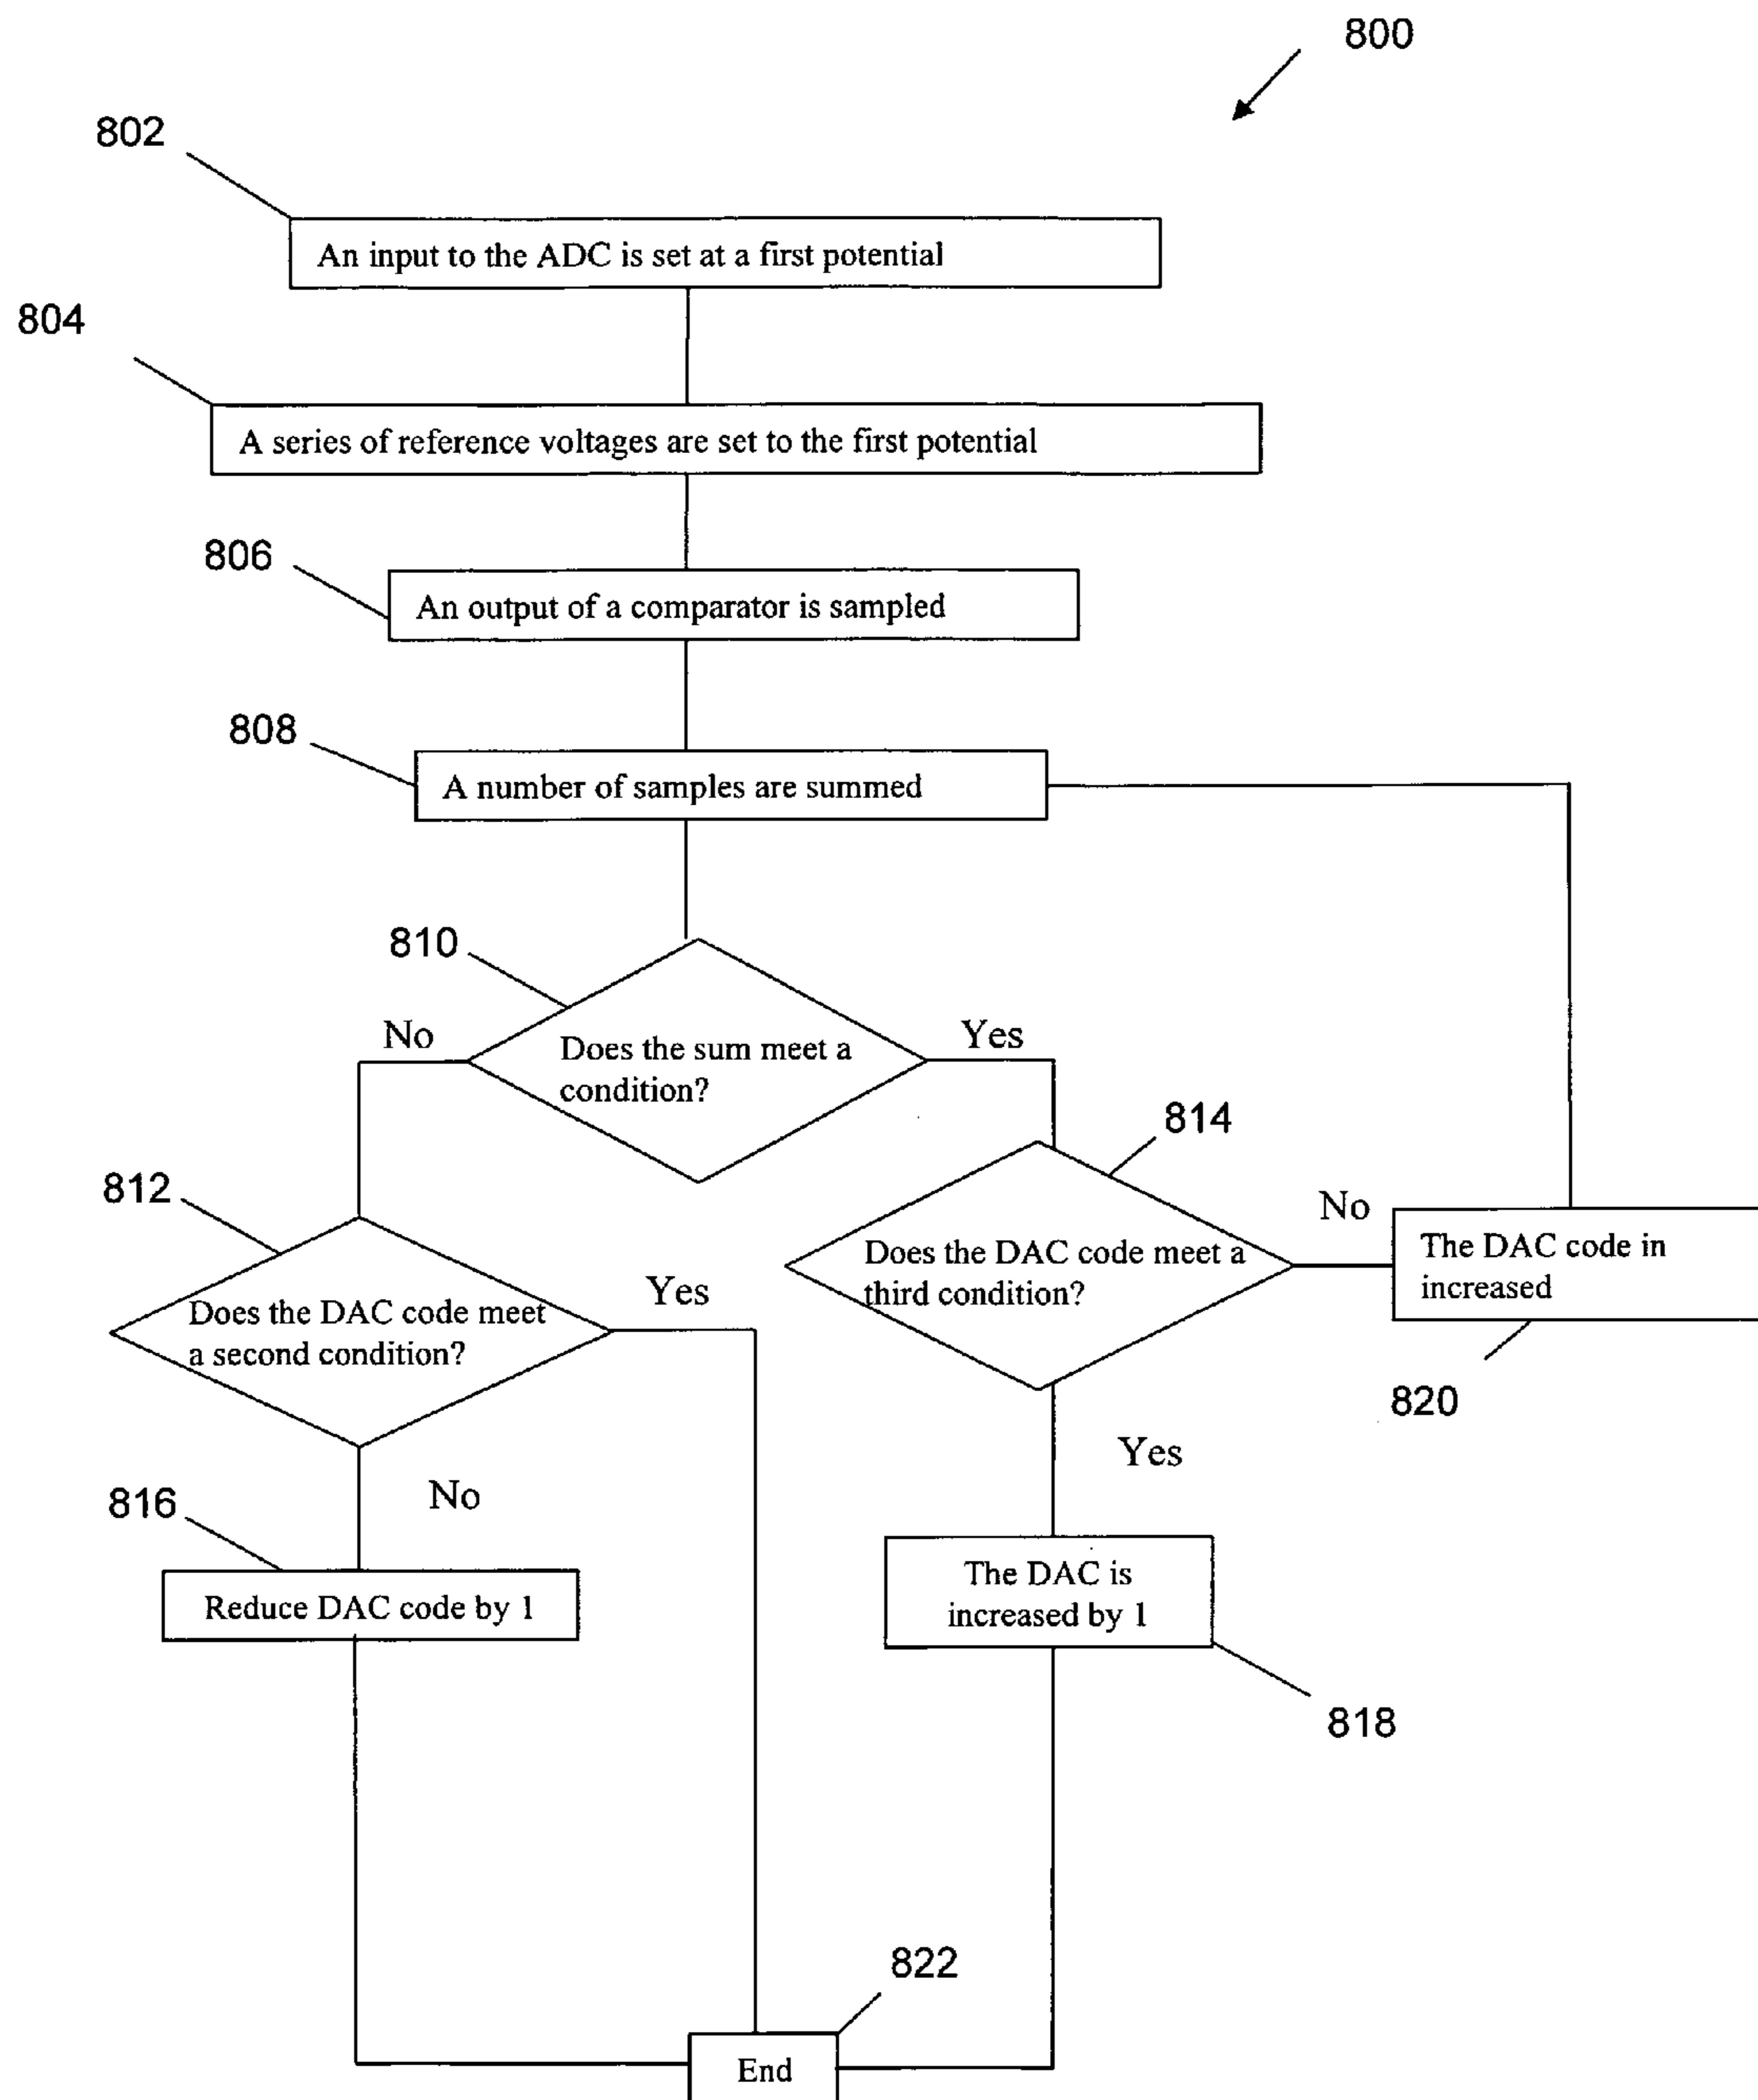 800
802
An input to the ADC is set at a first potential
804
A series of reference voltages are set to the first potential
806
An output of a comparator is sampled
808
A number of samples are summed
810
No
Yes
Does the sum meet a
condition?
814
812
No
The DAC code in
increased
Does the DAC code meet a
third condition?
Yes
Does the DAC code meet
a second condition?
820
Yes
816
No
The DAC is
increased by 1
Reduce DAC code by 1
818
822
End